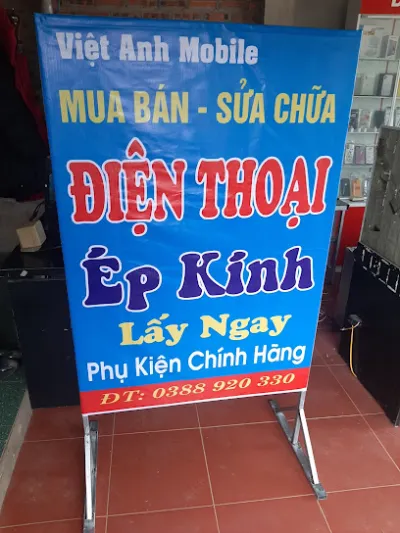 Việt Anh Mobile
MUA BÁN - SỬA CHỮA
ĐIỆN THOẠI
Ép Kính
Lấy Ngay
Phụ Kiện Chính Hãng
ĐT: 0388 920 330